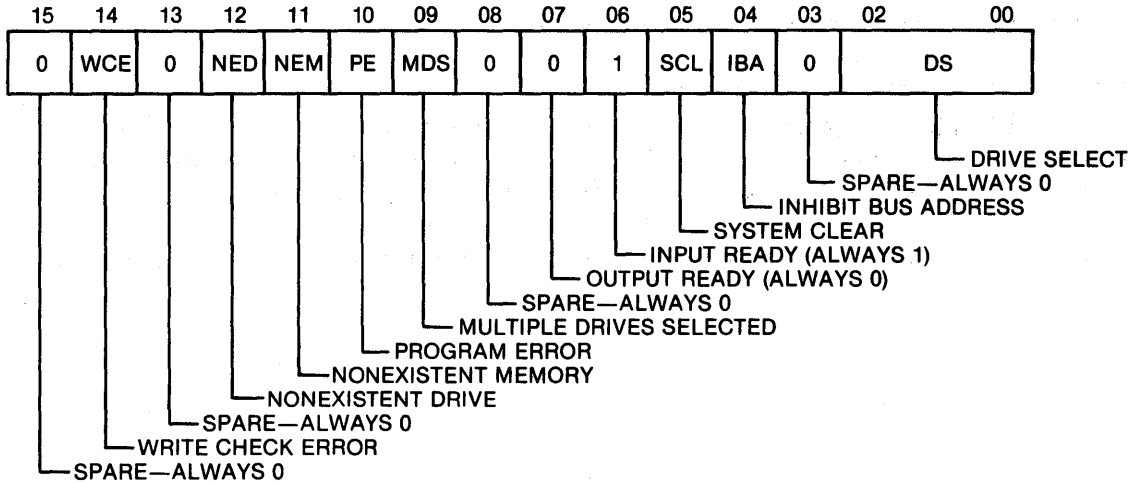 15 14 13 12 11 10 09 08 07 06 05 04 03 02 00
0 WCE 0 NED NEM PE MDS 0 0 1 SCL IBA 0 DS
DRIVE SELECT
SPARE—ALWAYS 0
INHIBIT BUS ADDRESS
SYSTEM CLEAR
INPUT READY (ALWAYS 1)
OUTPUT READY (ALWAYS 0)
SPARE—ALWAYS 0
MULTIPLE DRIVES SELECTED
PROGRAM ERROR
NONEXISTENT MEMORY
NONEXISTENT DRIVE
SPARE—ALWAYS 0
WRITE CHECK ERROR
SPARE—ALWAYS 0